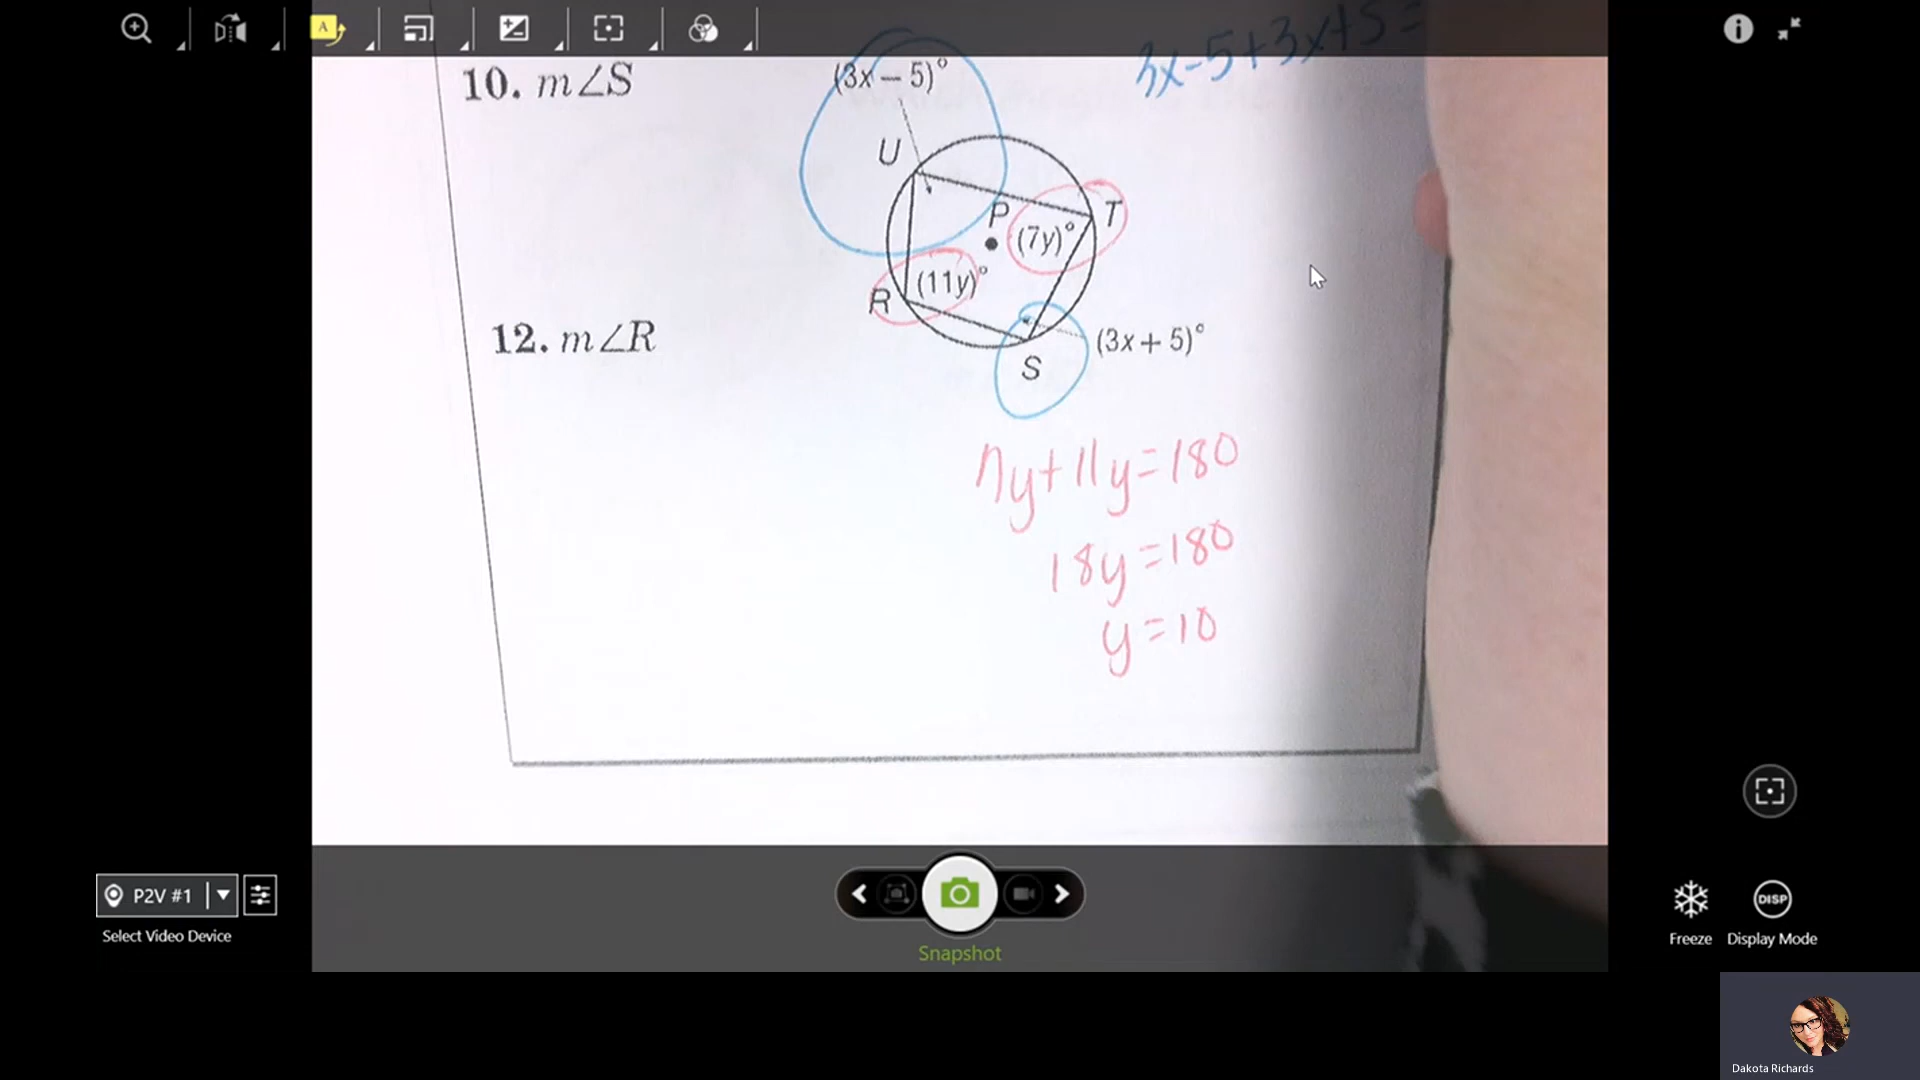 A
10. m∠S
(3x – 5)°
3x-5+3x+5=
U
P
T
(7y)°
(11y)°
R
12. m∠R
(3x + 5)°
S
7y+11y=180
18y=180
y=10
P2V #1
Select Video Device
Snapshot
Freeze
DISP
Display Mode
Dakota Richards